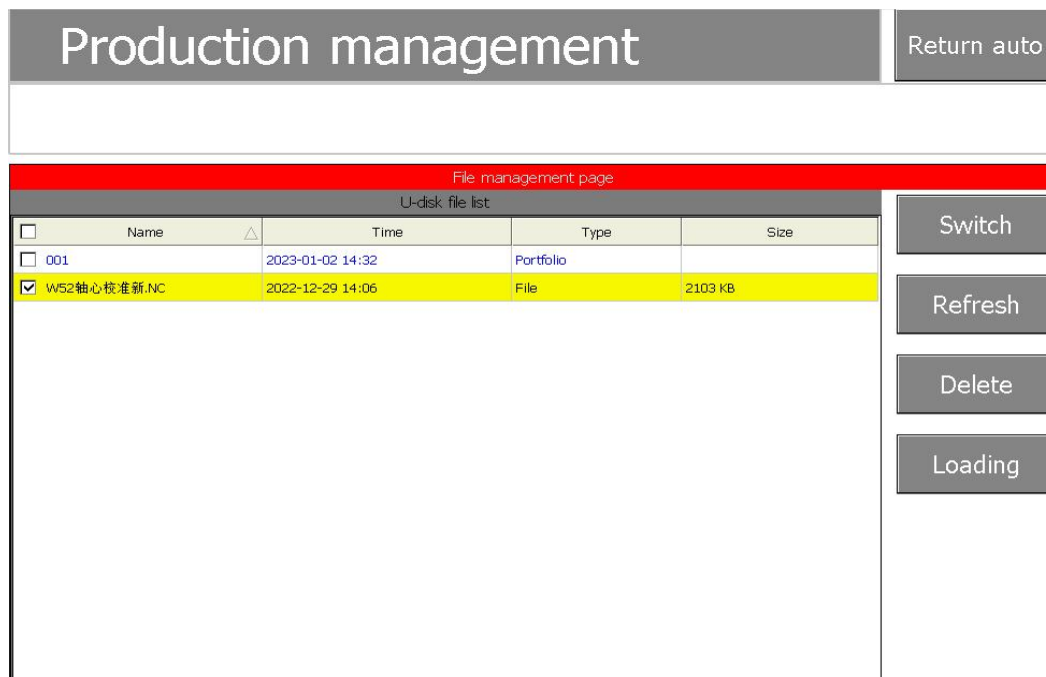 Production management
Return auto
File management page
U-disk file list
Name Time Type Size
001 2023-01-02 14:32 Portfolio
W52轴心校准新.NC 2022-12-29 14:06 File 2103 KB
Switch
Refresh
Delete
Loading